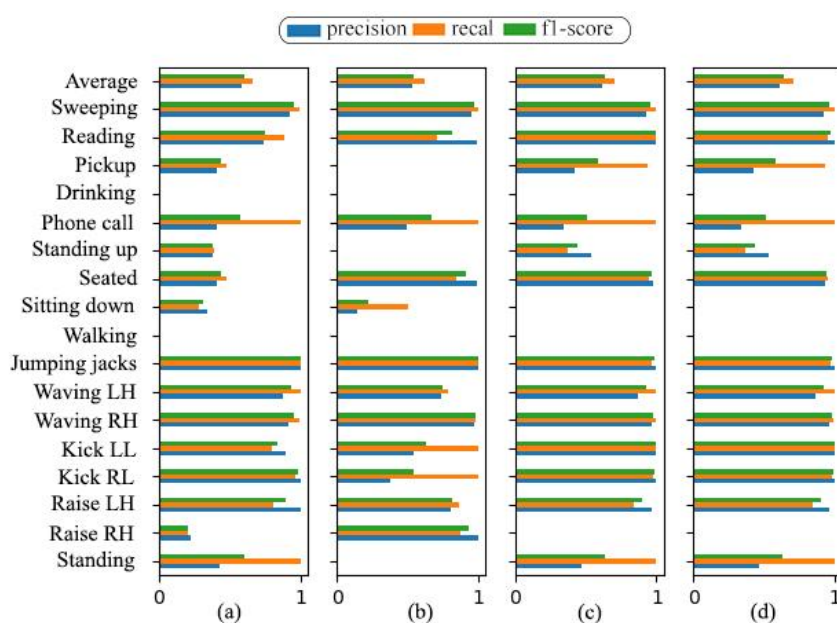 precision recal f1-score
Average
Sweeping
Reading
Pickup
Drinking
Phone call
Standing up
Seated
Sitting down
Walking
Jumping jacks
Waving LH
Waving RH
Kick LL
Kick RL
Raise LH
Raise RH
Standing
0 1 0 1 0 1 0 1
(a) (b) (c) (d)